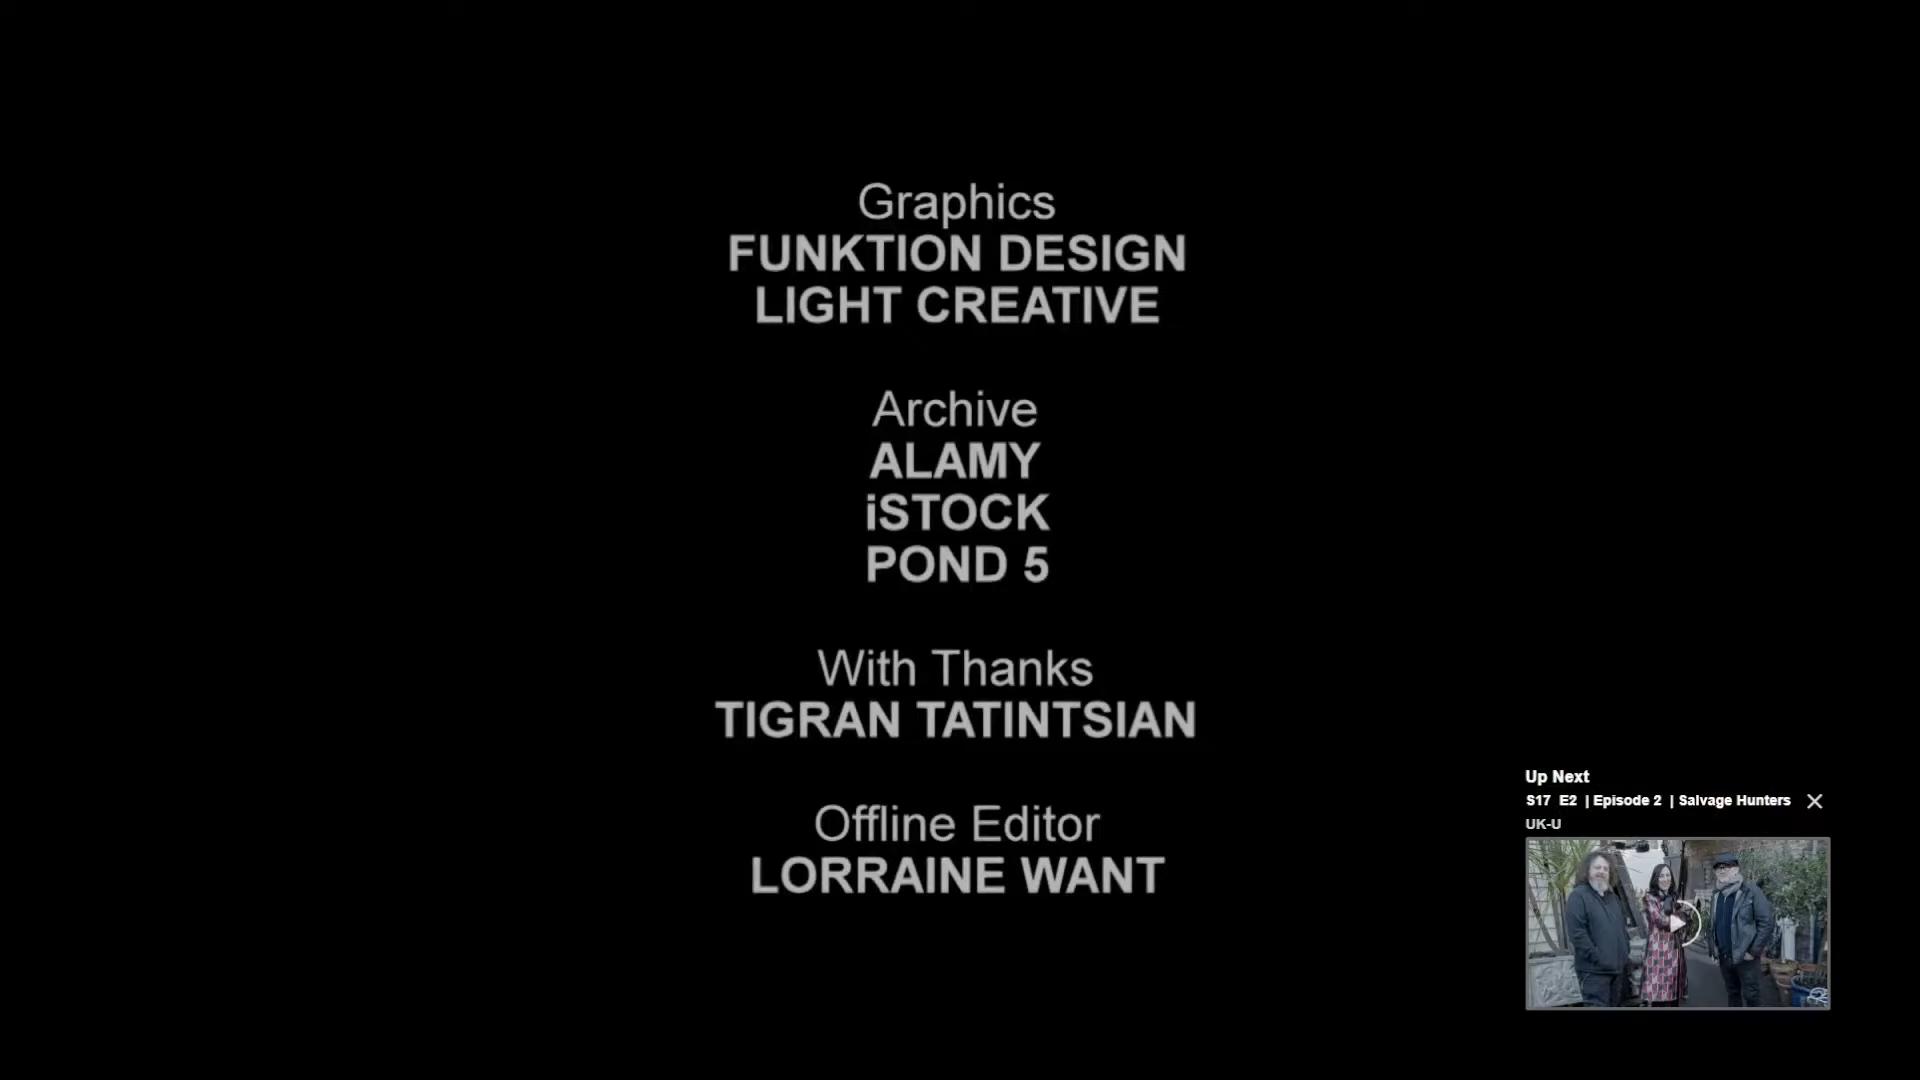 Graphics
FUNKTION DESIGN
LIGHT CREATIVE
Archive
ALAMY
iSTOCK
POND 5
With Thanks
TIGRAN TATINTSIAN
Offline Editor
LORRAINE WANT
Up Next
S17 E2 | Episode 2 | Salvage Hunters
UK-U